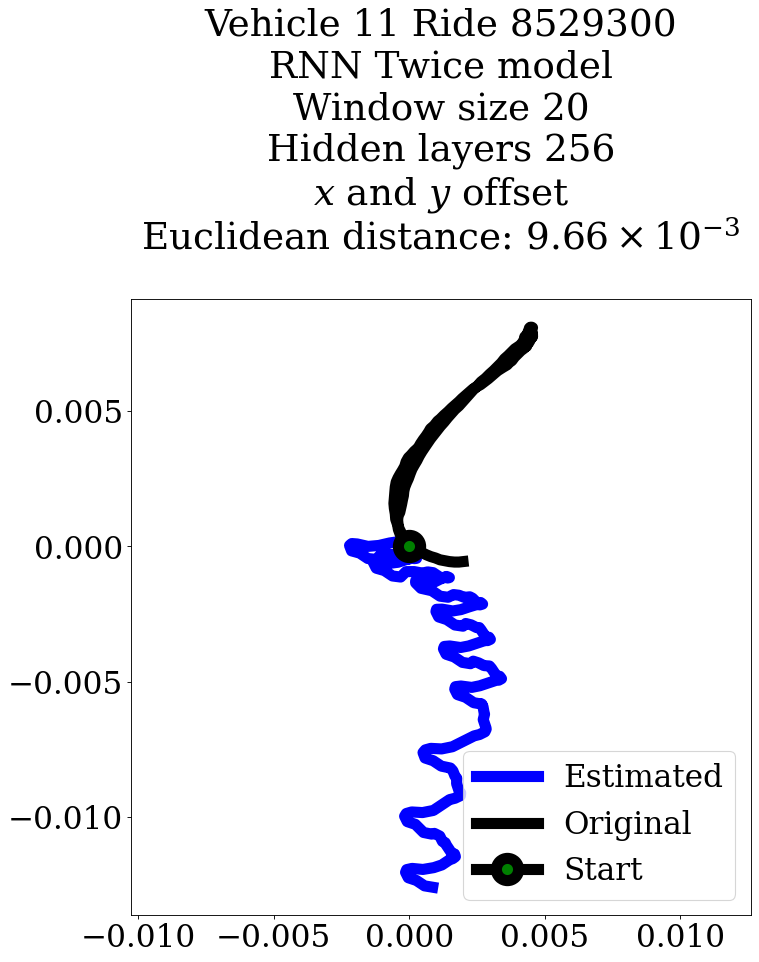 Vehicle 11 Ride 8529300
RNN Twice model
Window size 20
Hidden layers 256
x and y offset
Euclidean distance: 9.66 × 10⁻³
0.005
0.000
−0.005
−0.010
Estimated
Original
Start
−0.010 −0.005 0.000 0.005 0.010